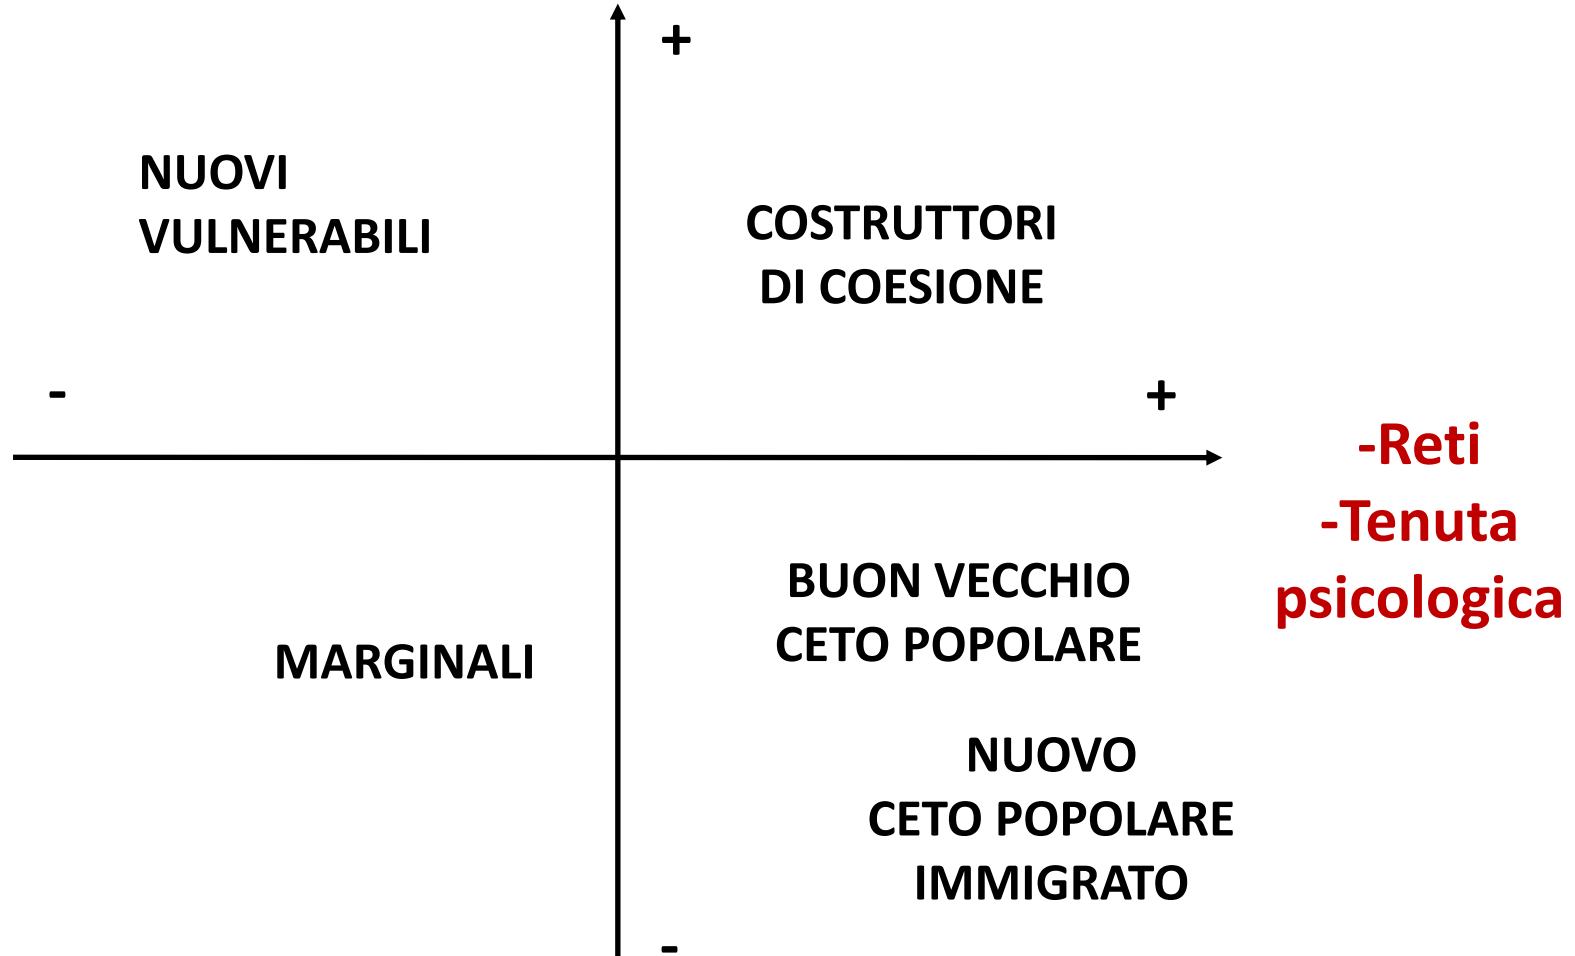 +
NUOVI
VULNERABILI
COSTRUTTORI
DI COESIONE
-
+
-Reti
-Tenuta
psicologica
BUON VECCHIO
CETO POPOLARE
MARGINALI
NUOVO
CETO POPOLARE
IMMIGRATO
-